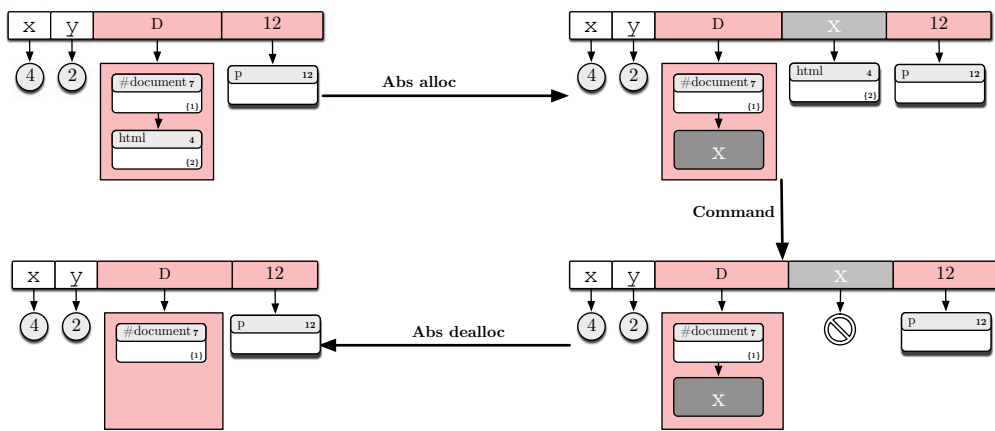 x y D 12
4 2
#document 7
{1}
html 4
{2}
p 12
Abs alloc
x y D x 12
4 2
#document 7
{1}
x
html 4
{2}
p 12
Command
x y D 12
4 2
#document 7
{1}
p 12
Abs dealloc
x y D x 12
4 2
#document 7
{1}
x
p 12